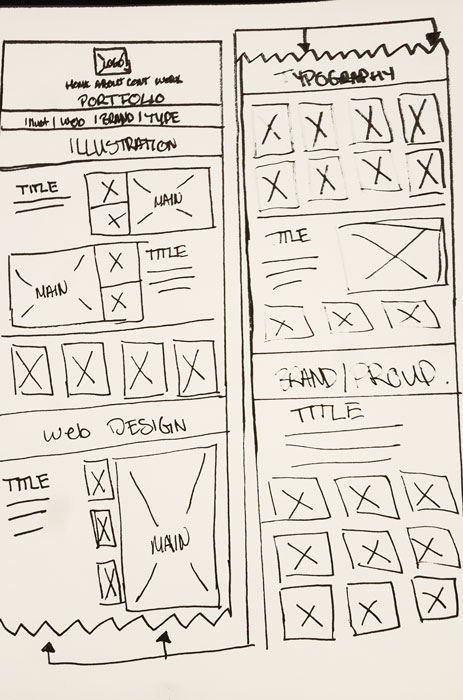 LOGO
HOME ABOUT CONT WORK
PORTFOLIO
ILLUST | WEB | BRAND | TYPE
ILLUSTRATION
TITLE
MAIN
TITLE
MAIN
WEB DESIGN
TITLE
MAIN
TYPOGRAPHY
TITLE
BRAND / PROUD.
TITLE